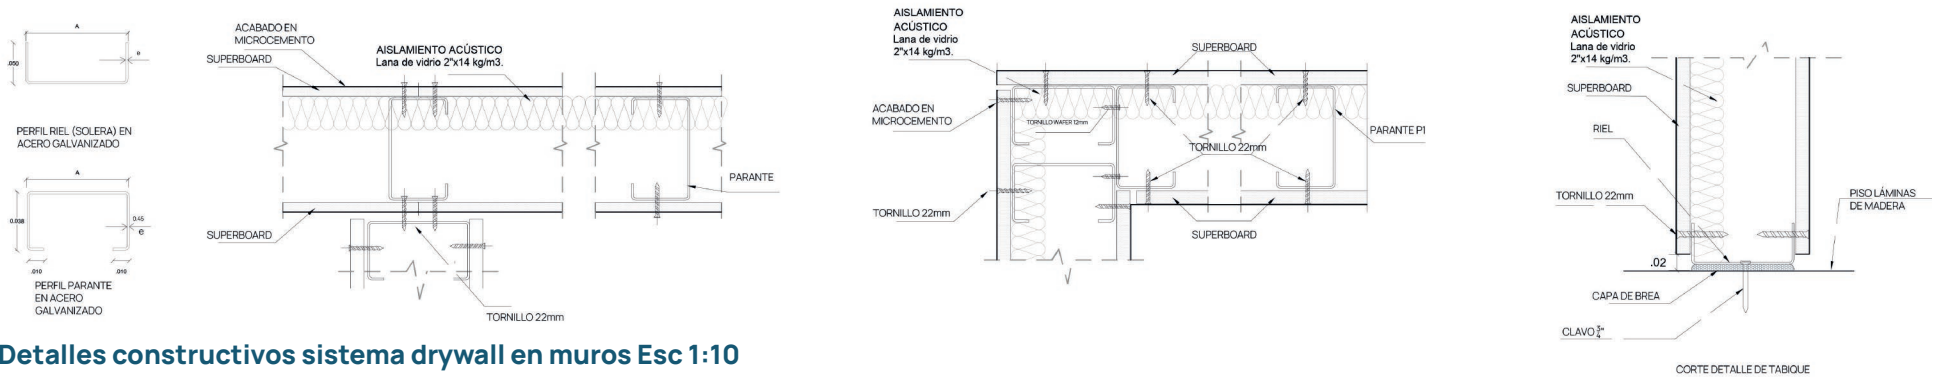 A
e
.050
PERFIL RIEL (SOLERA) EN
ACERO GALVANIZADO
A
0.038
0.45
e
.010
.010
PERFIL PARANTE
EN ACERO
GALVANIZADO
ACABADO EN
MICROCEMENTO
SUPERBOARD
AISLAMIENTO ACÚSTICO
Lana de vidrio 2"x14 kg/m3.
PARANTE
SUPERBOARD
TORNILLO 22mm
AISLAMIENTO
ACÚSTICO
Lana de vidrio
2"x14 kg/m3.
SUPERBOARD
ACABADO EN
MICROCEMENTO
TORNILLO WAFER 12mm
PARANTE P1
TORNILLO 22mm
TORNILLO 22mm
SUPERBOARD
AISLAMIENTO
ACÚSTICO
Lana de vidrio
2"x14 kg/m3.
SUPERBOARD
RIEL
TORNILLO 22mm
PISO LÁMINAS
DE MADERA
.02
CAPA DE BREA
CLAVO 3/4"
CORTE DETALLE DE TABIQUE
Detalles constructivos sistema drywall en muros Esc 1:10